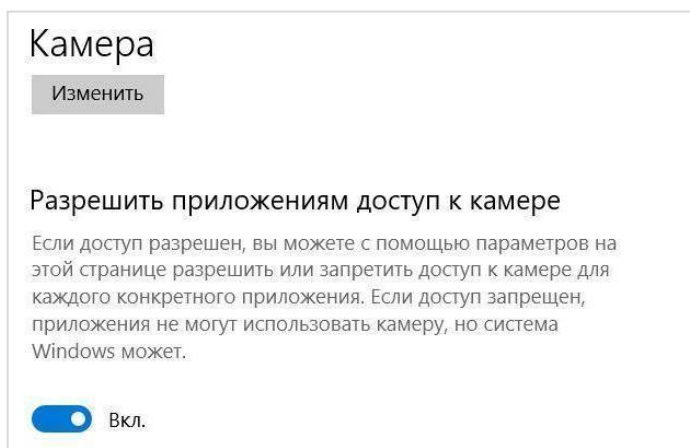 Камера
Изменить
Разрешить приложениям доступ к камере
Если доступ разрешен, вы можете с помощью параметров на
этой странице разрешить или запретить доступ к камере для
каждого конкретного приложения. Если доступ запрещен,
приложения не могут использовать камеру, но система
Windows может.
Вкл.